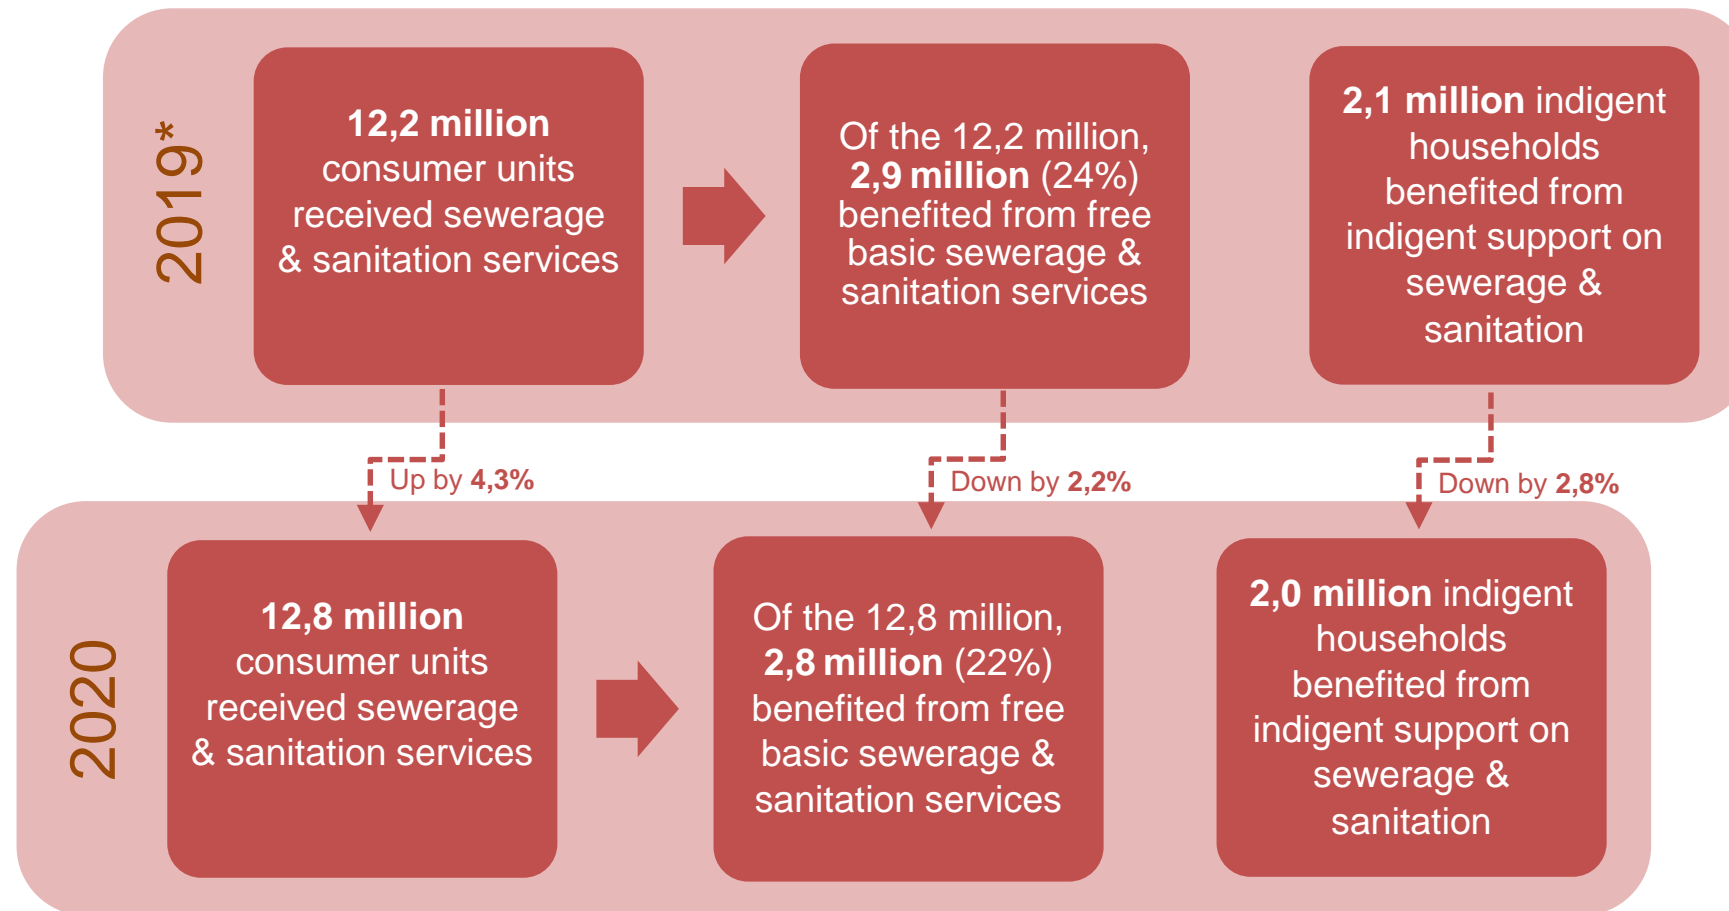 2019*
12,2 million
consumer units
received sewerage
& sanitation services
Of the 12,2 million,
2,9 million (24%)
benefited from free
basic sewerage &
sanitation services
2,1 million indigent
households
benefited from
indigent support on
sewerage &
sanitation
Up by 4,3%
Down by 2,2%
Down by 2,8%
2020
12,8 million
consumer units
received sewerage
& sanitation services
Of the 12,8 million,
2,8 million (22%)
benefited from free
basic sewerage &
sanitation services
2,0 million indigent
households
benefited from
indigent support on
sewerage &
sanitation